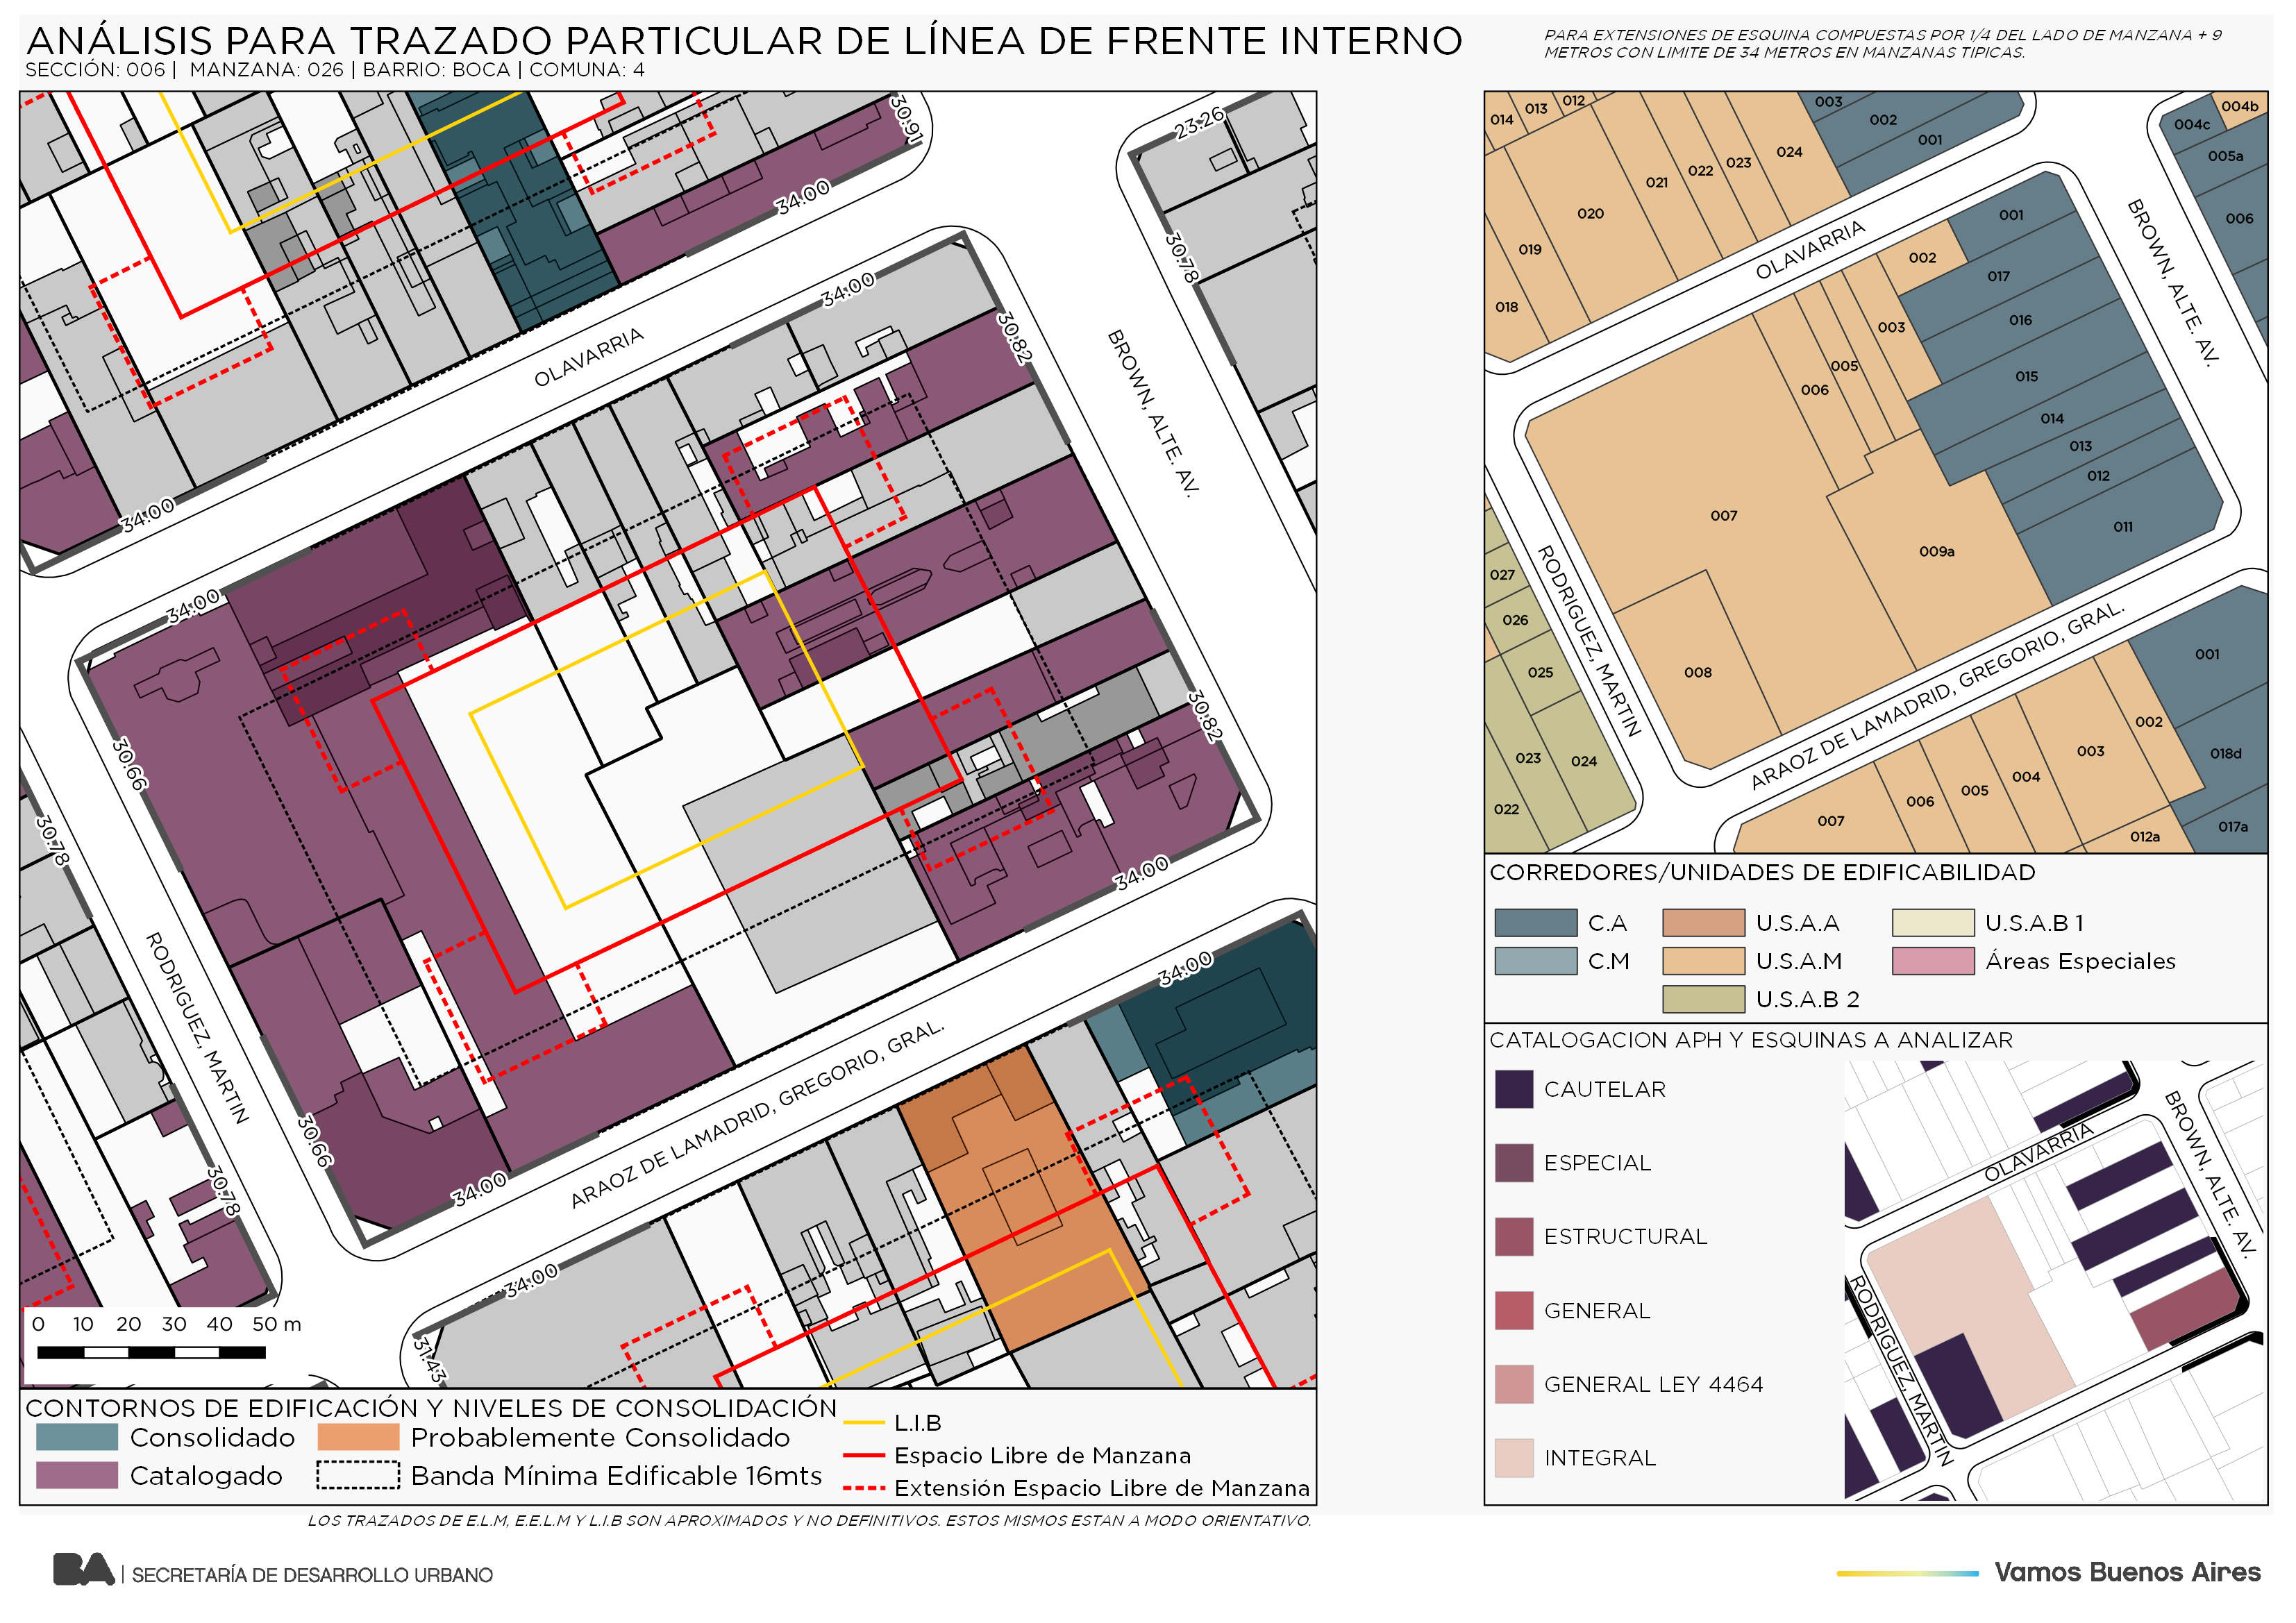 ANÁLISIS PARA TRAZADO PARTICULAR DE LÍNEA DE FRENTE INTERNO
SECCIÓN: 006 | MANZANA: 026 | BARRIO: BOCA | COMUNA: 4
PARA EXTENSIONES DE ESQUINA COMPUESTAS POR 1/4 DEL LADO DE MANZANA + 9
METROS CON LIMITE DE 34 METROS EN MANZANAS TIPICAS.
30.91
23.26
34.00
30.78
34.00
OLAVARRIA
30.82
BROWN, ALTE. AV.
34.00
34.00
30.66
30.82
30.78
34.00
RODRIGUEZ, MARTIN
34.00
ARAOZ DE LAMADRID, GREGORIO, GRAL.
30.66
34.00
30.78
34.00
31.43
0 10 20 30 40 50 m
CONTORNOS DE EDIFICACIÓN Y NIVELES DE CONSOLIDACIÓN
Consolidado
Probablemente Consolidado
L.I.B
Catalogado
Banda Mínima Edificable 16mts
Espacio Libre de Manzana
Extensión Espacio Libre de Manzana
LOS TRAZADOS DE E.L.M, E.E.L.M Y L.I.B SON APROXIMADOS Y NO DEFINITIVOS. ESTOS MISMOS ESTAN A MODO ORIENTATIVO.
014
013
012
003
002
001
004b
004c
005a
006
024
023
022
021
020
019
018
OLAVARRIA
BROWN, ALTE. AV.
001
002
017
003
016
005
006
015
014
013
012
007
009a
011
027
026
025
008
RODRIGUEZ, MARTIN
ARAOZ DE LAMADRID, GREGORIO, GRAL.
023
024
022
001
002
003
018d
004
005
006
007
012a
017a
CORREDORES/UNIDADES DE EDIFICABILIDAD
C.A
U.S.A.A
U.S.A.B 1
C.M
U.S.A.M
Áreas Especiales
U.S.A.B 2
CATALOGACION APH Y ESQUINAS A ANALIZAR
CAUTELAR
ESPECIAL
ESTRUCTURAL
GENERAL
GENERAL LEY 4464
INTEGRAL
OLAVARRIA
BROWN, ALTE. AV.
RODRIGUEZ, MARTIN
BA | SECRETARÍA DE DESARROLLO URBANO
Vamos Buenos Aires